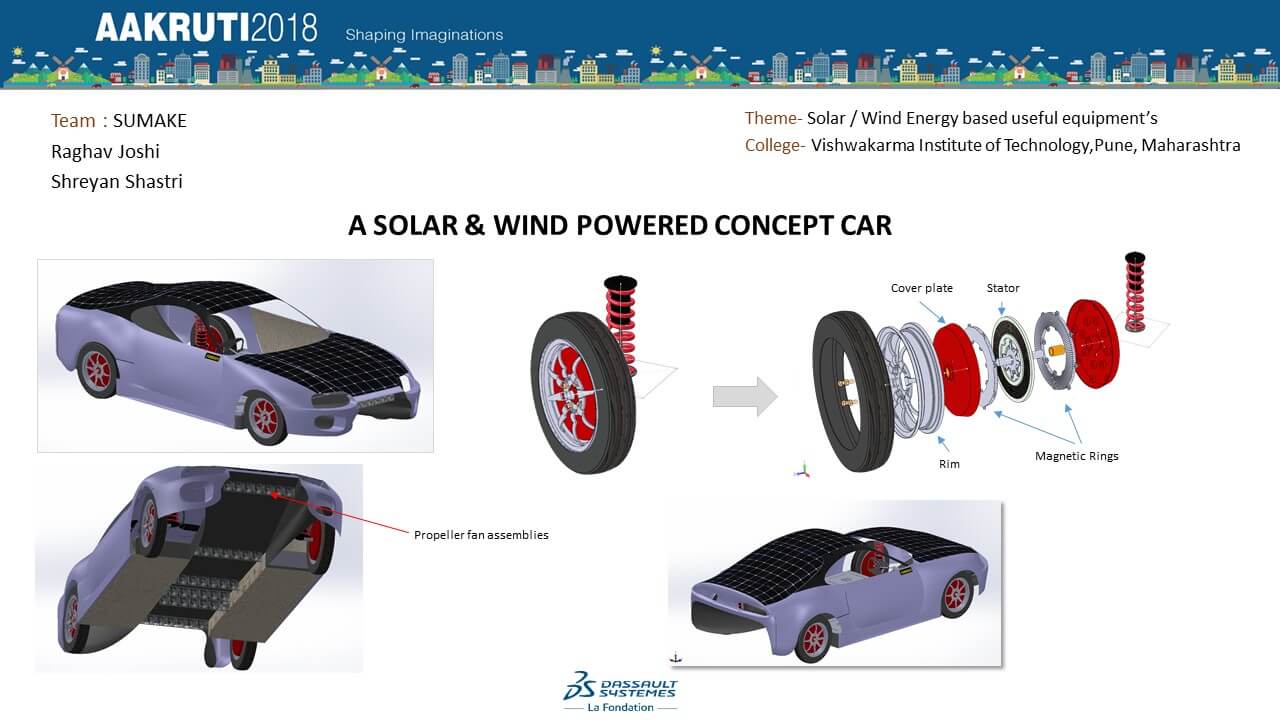 AAKRUTI2018 Shaping Imaginations
Team : SUMAKE
Raghav Joshi
Shreyan Shastri
Theme- Solar / Wind Energy based useful equipment’s
College- Vishwakarma Institute of Technology,Pune, Maharashtra
A SOLAR & WIND POWERED CONCEPT CAR
Cover plate
Stator
Rim
Magnetic Rings
Propeller fan assemblies
DASSAULT
SYSTEMES
La Fondation